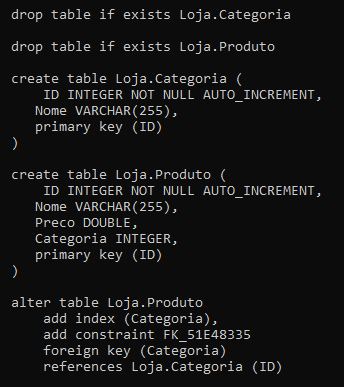 drop table if exists Loja.Categoria
drop table if exists Loja.Produto
create table Loja.Categoria (
ID INTEGER NOT NULL AUTO_INCREMENT,
Nome VARCHAR(255),
primary key (ID)
)
create table Loja.Produto (
ID INTEGER NOT NULL AUTO_INCREMENT,
Nome VARCHAR(255),
Preco DOUBLE,
Categoria INTEGER,
primary key (ID)
)
alter table Loja.Produto
add index (Categoria),
add constraint FK_51E48335
foreign key (Categoria)
references Loja.Categoria (ID)